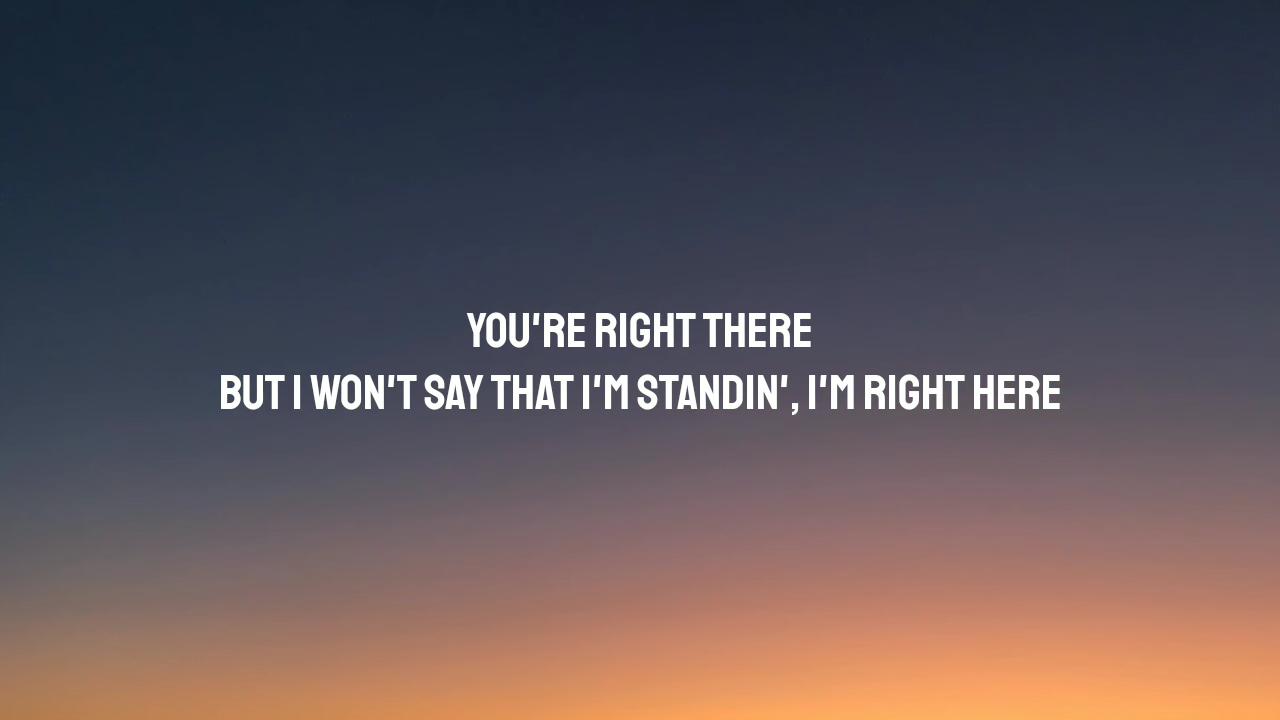 YOU'RE RIGHT THERE
BUT I WON'T SAY THAT I'M STANDIN', I'M RIGHT HERE